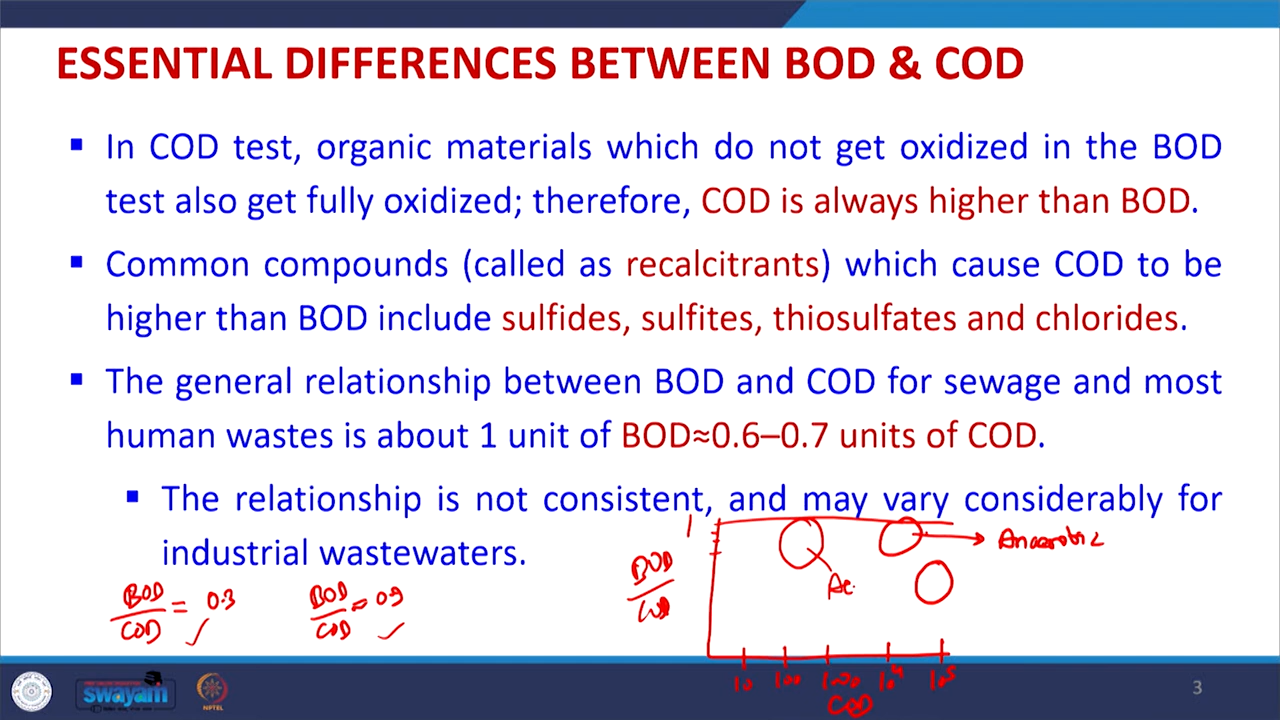 ESSENTIAL DIFFERENCES BETWEEN BOD & COD
▪ In COD test, organic materials which do not get oxidized in the BOD
test also get fully oxidized; therefore, COD is always higher than BOD.
▪ Common compounds (called as recalcitrants) which cause COD to be
higher than BOD include sulfides, sulfites, thiosulfates and chlorides.
▪ The general relationship between BOD and COD for sewage and most
human wastes is about 1 unit of BOD≈0.6–0.7 units of COD.
▪ The relationship is not consistent, and may vary considerably for
industrial wastewaters.
BOD/COD = 0.3
BOD/COD = 0.9
1
BOD/COD
Ae.
Anaerobic
10 100 10⁴ 10⁵
COD
swayam
NPTEL
3